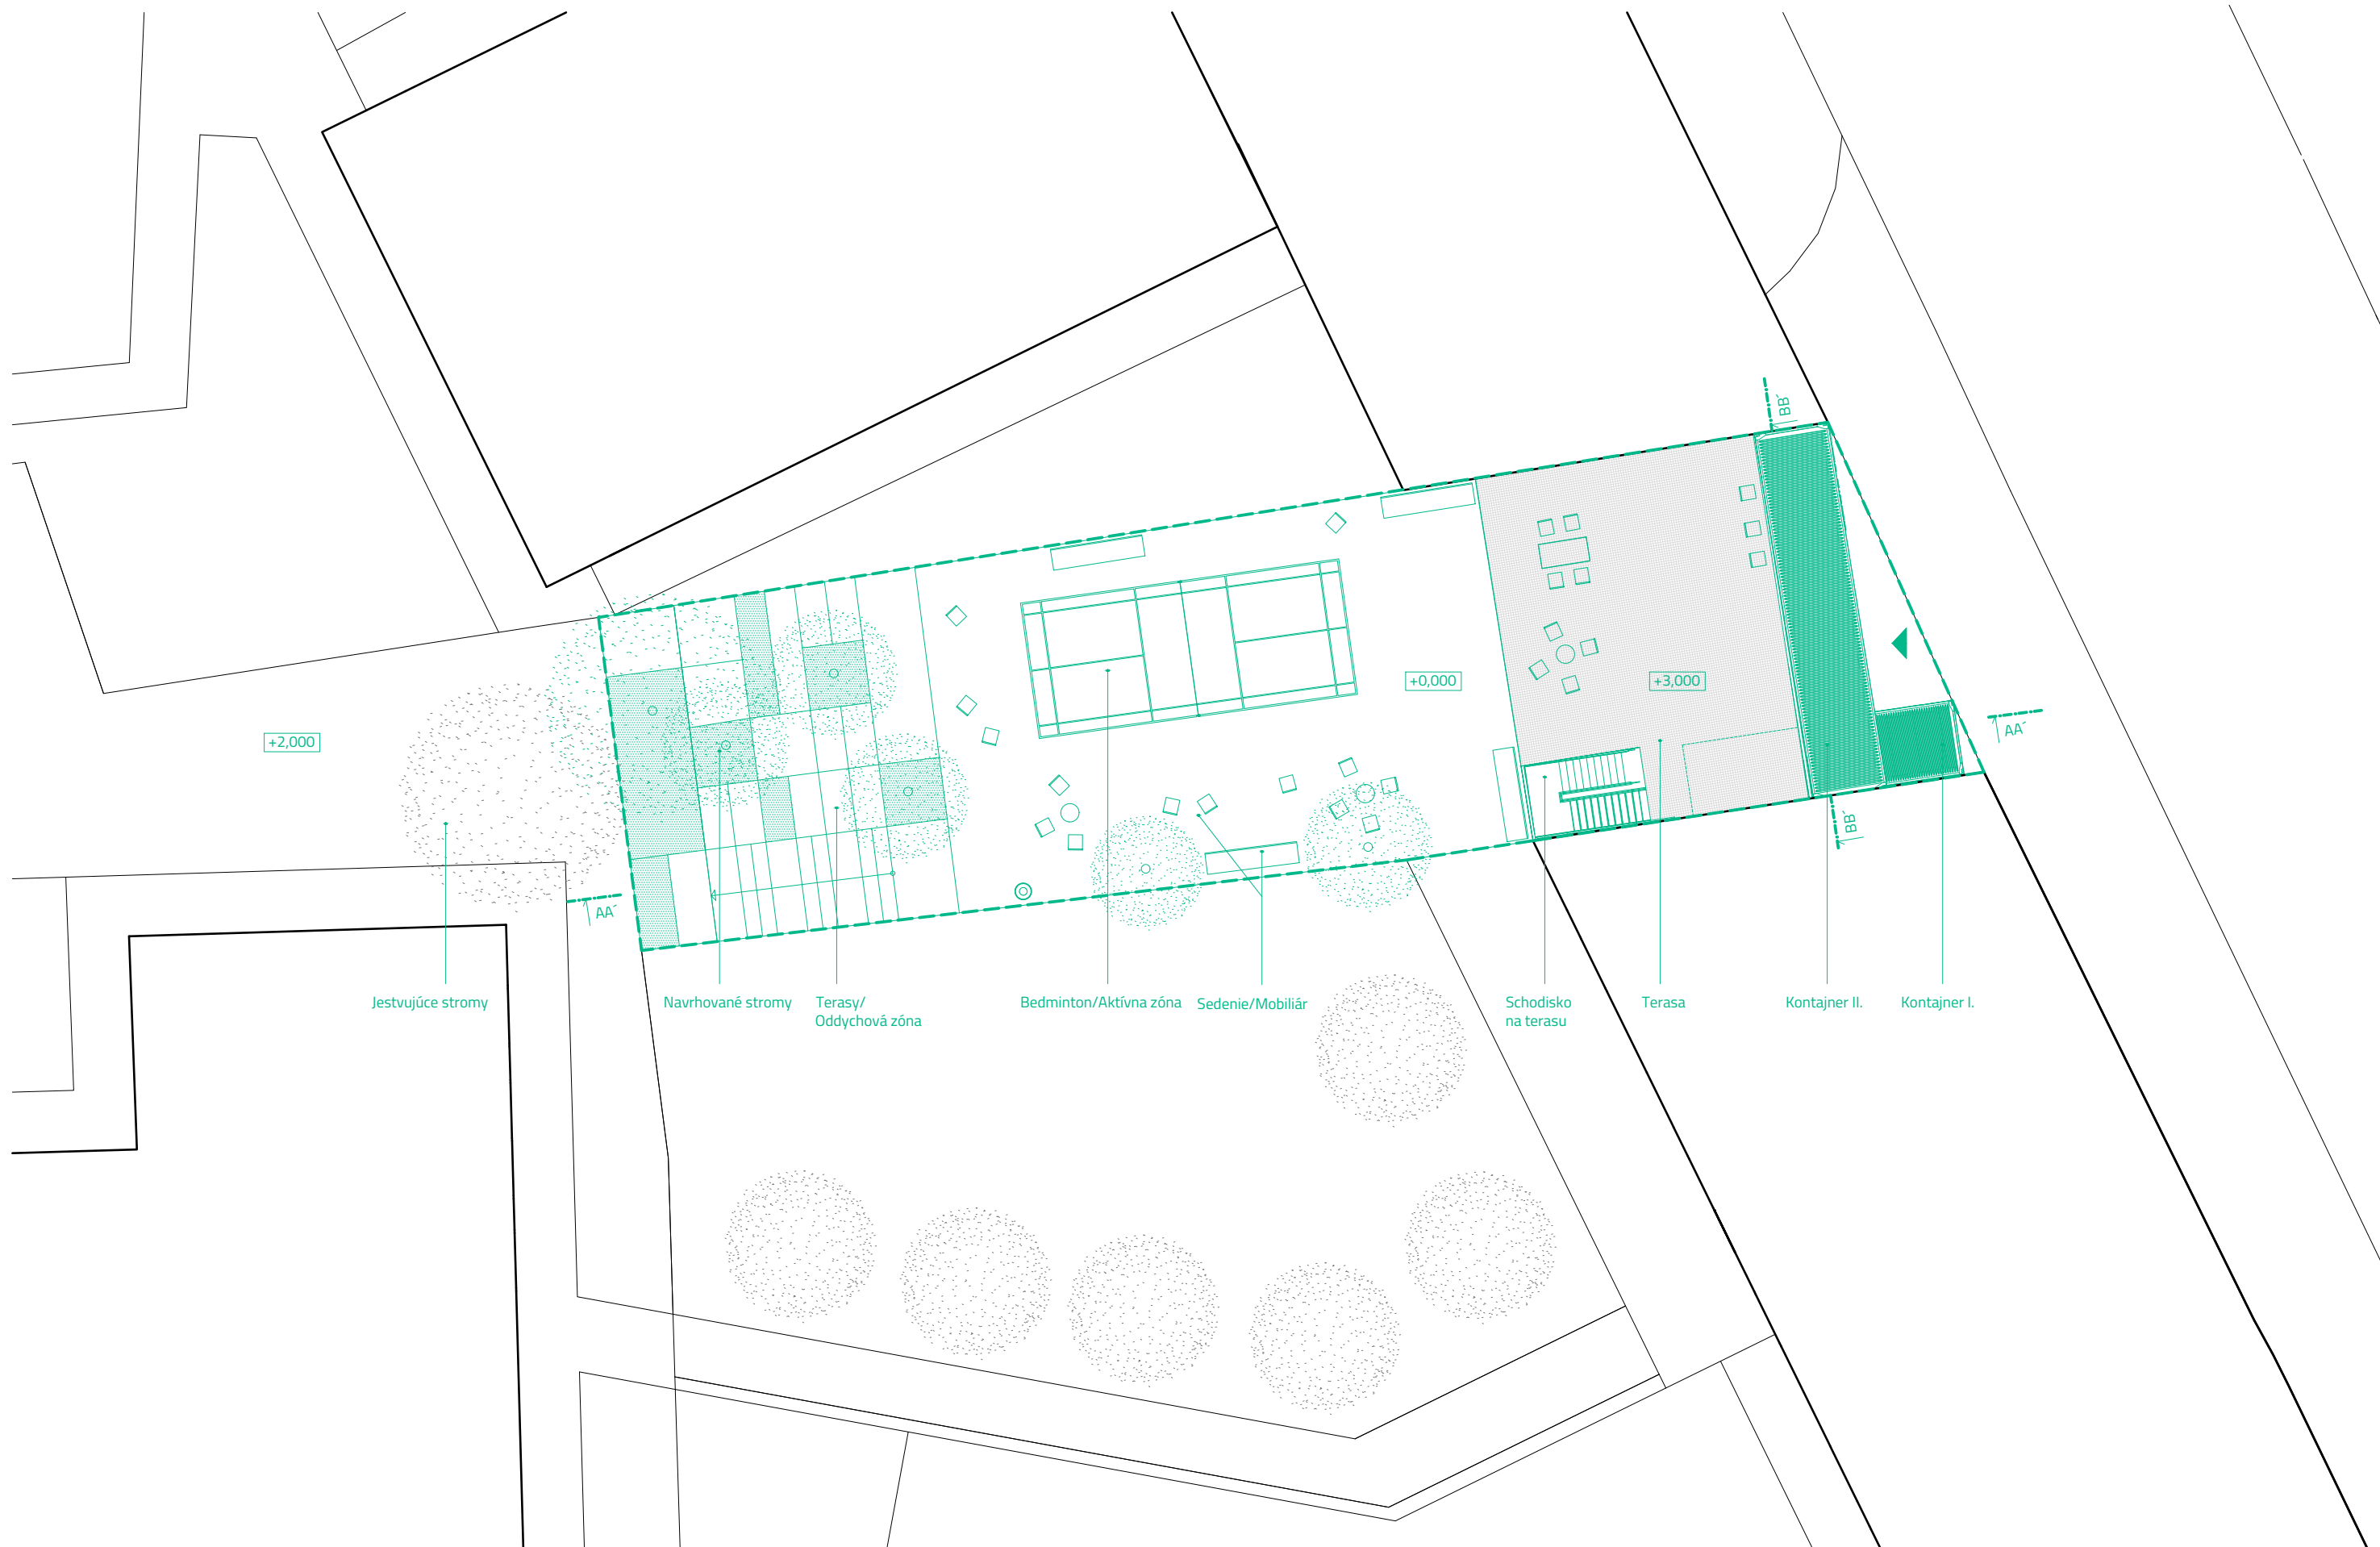 BB´
+0,000
+3,000
AA´
+2,000
BB´
AA´
Jestvujúce stromy
Navrhované stromy
Terasy/
Oddychová zóna
Bedminton/Aktívna zóna
Sedenie/Mobiliár
Schodisko
na terasu
Terasa
Kontajner II.
Kontajner I.